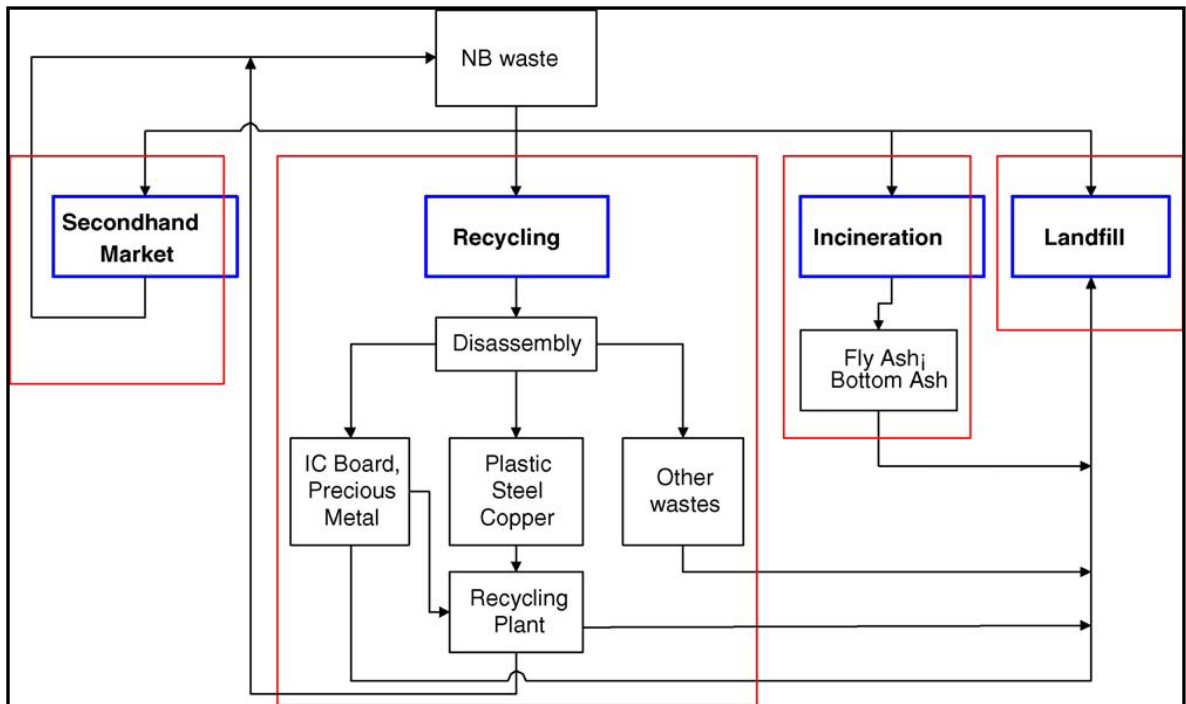 NB waste
Secondhand
Market
Recycling
Incineration
Landfill
Disassembly
Fly Ash¡
Bottom Ash
IC Board,
Precious
Metal
Plastic
Steel
Copper
Other
wastes
Recycling
Plant